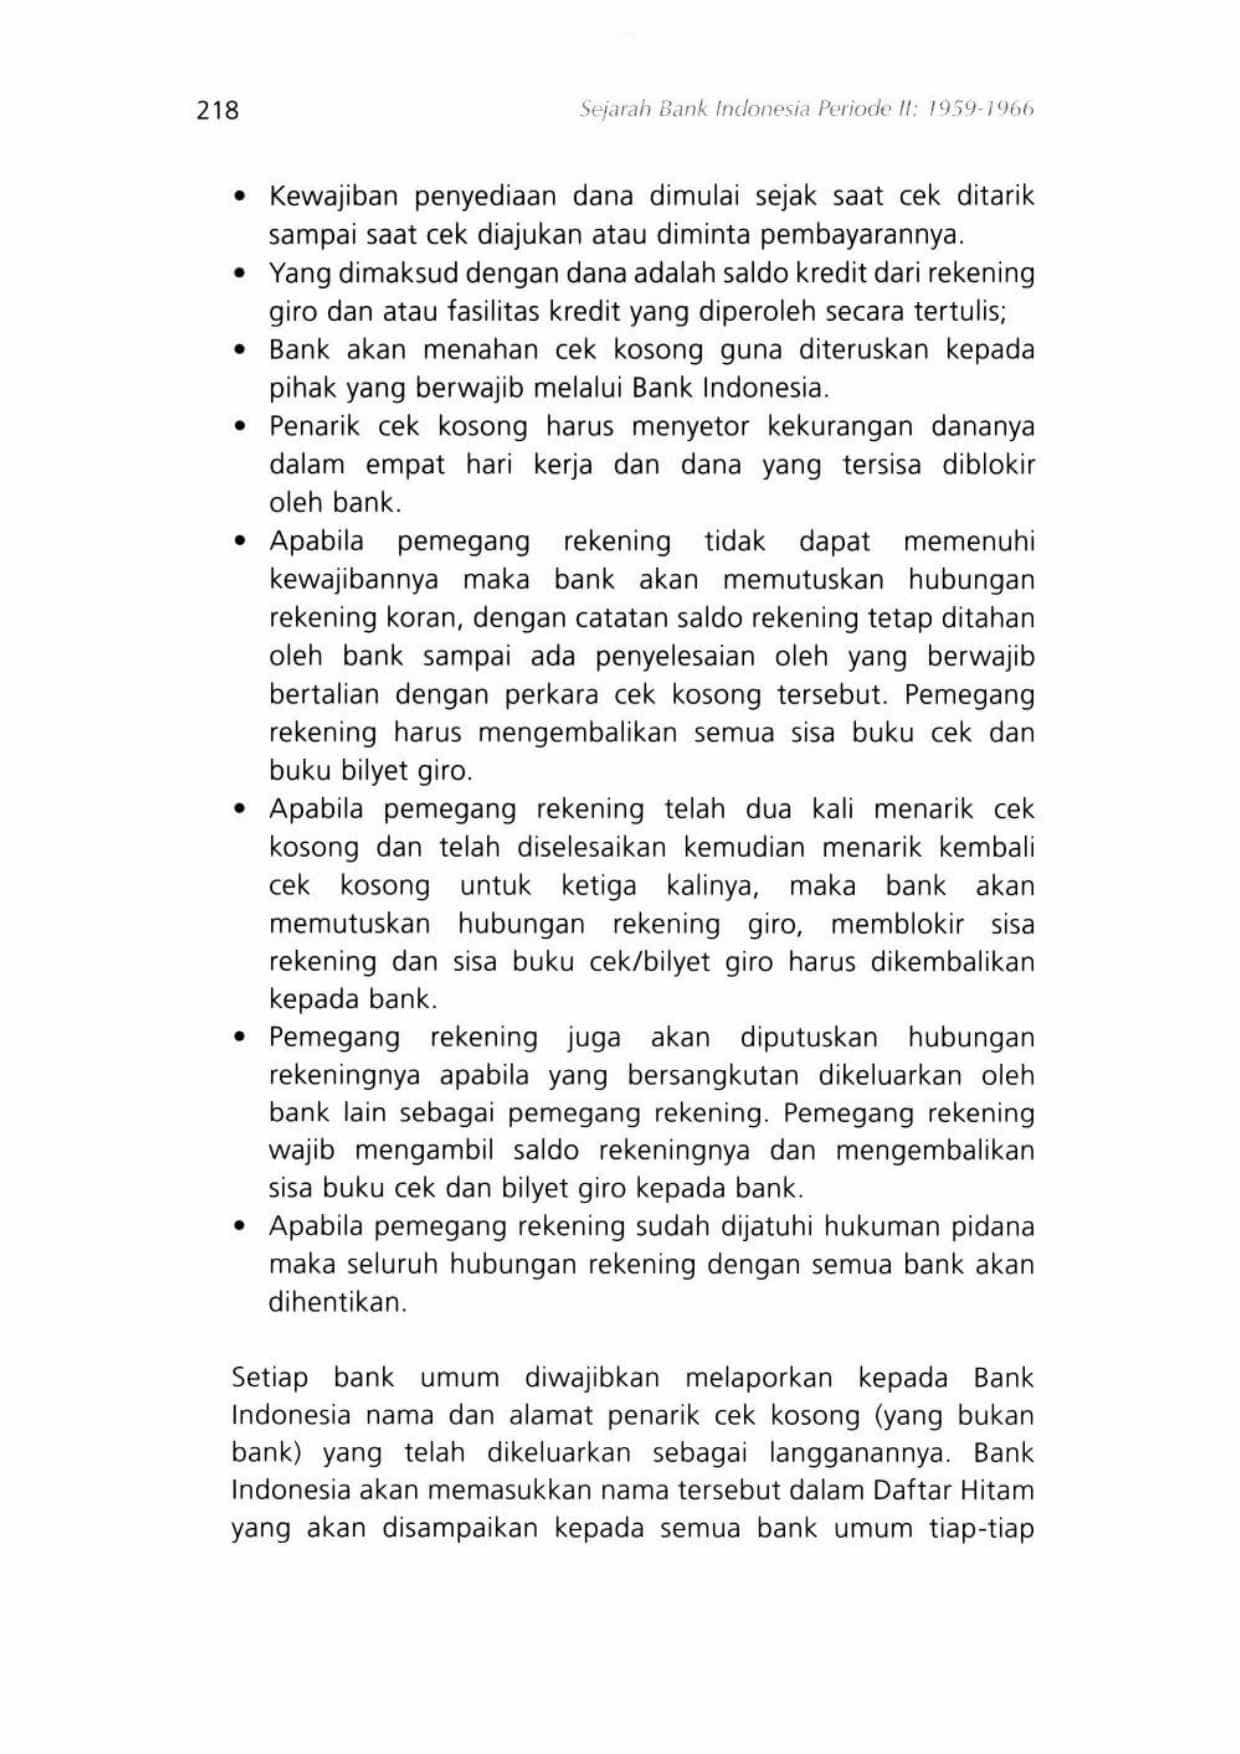 218
Sejarah Bank Indonesia Periode II: 1959-1966
• Kewajiban penyediaan dana dimulai sejak saat cek ditarik
sampai saat cek diajukan atau diminta pembayarannya.
• Yang dimaksud dengan dana adalah saldo kredit dari rekening
giro dan atau fasilitas kredit yang diperoleh secara tertulis;
• Bank akan menahan cek kosong guna diteruskan kepada
pihak yang berwajib melalui Bank Indonesia.
• Penarik cek kosong harus menyetor kekurangan dananya
dalam empat hari kerja dan dana yang tersisa diblokir
oleh bank.
• Apabila pemegang rekening tidak dapat memenuhi
kewajibannya maka bank akan memutuskan hubungan
rekening koran, dengan catatan saldo rekening tetap ditahan
oleh bank sampai ada penyelesaian oleh yang berwajib
bertalian dengan perkara cek kosong tersebut. Pemegang
rekening harus mengembalikan semua sisa buku cek dan
buku bilyet giro.
• Apabila pemegang rekening telah dua kali menarik cek
kosong dan telah diselesaikan kemudian menarik kembali
cek kosong untuk ketiga kalinya, maka bank akan
memutuskan hubungan rekening giro, memblokir sisa
rekening dan sisa buku cek/bilyet giro harus dikembalikan
kepada bank.
• Pemegang rekening juga akan diputuskan hubungan
rekeningnya apabila yang bersangkutan dikeluarkan oleh
bank lain sebagai pemegang rekening. Pemegang rekening
wajib mengambil saldo rekeningnya dan mengembalikan
sisa buku cek dan bilyet giro kepada bank.
• Apabila pemegang rekening sudah dijatuhi hukuman pidana
maka seluruh hubungan rekening dengan semua bank akan
dihentikan.
Setiap bank umum diwajibkan melaporkan kepada Bank
Indonesia nama dan alamat penarik cek kosong (yang bukan
bank) yang telah dikeluarkan sebagai langganannya. Bank
Indonesia akan memasukkan nama tersebut dalam Daftar Hitam
yang akan disampaikan kepada semua bank umum tiap-tiap